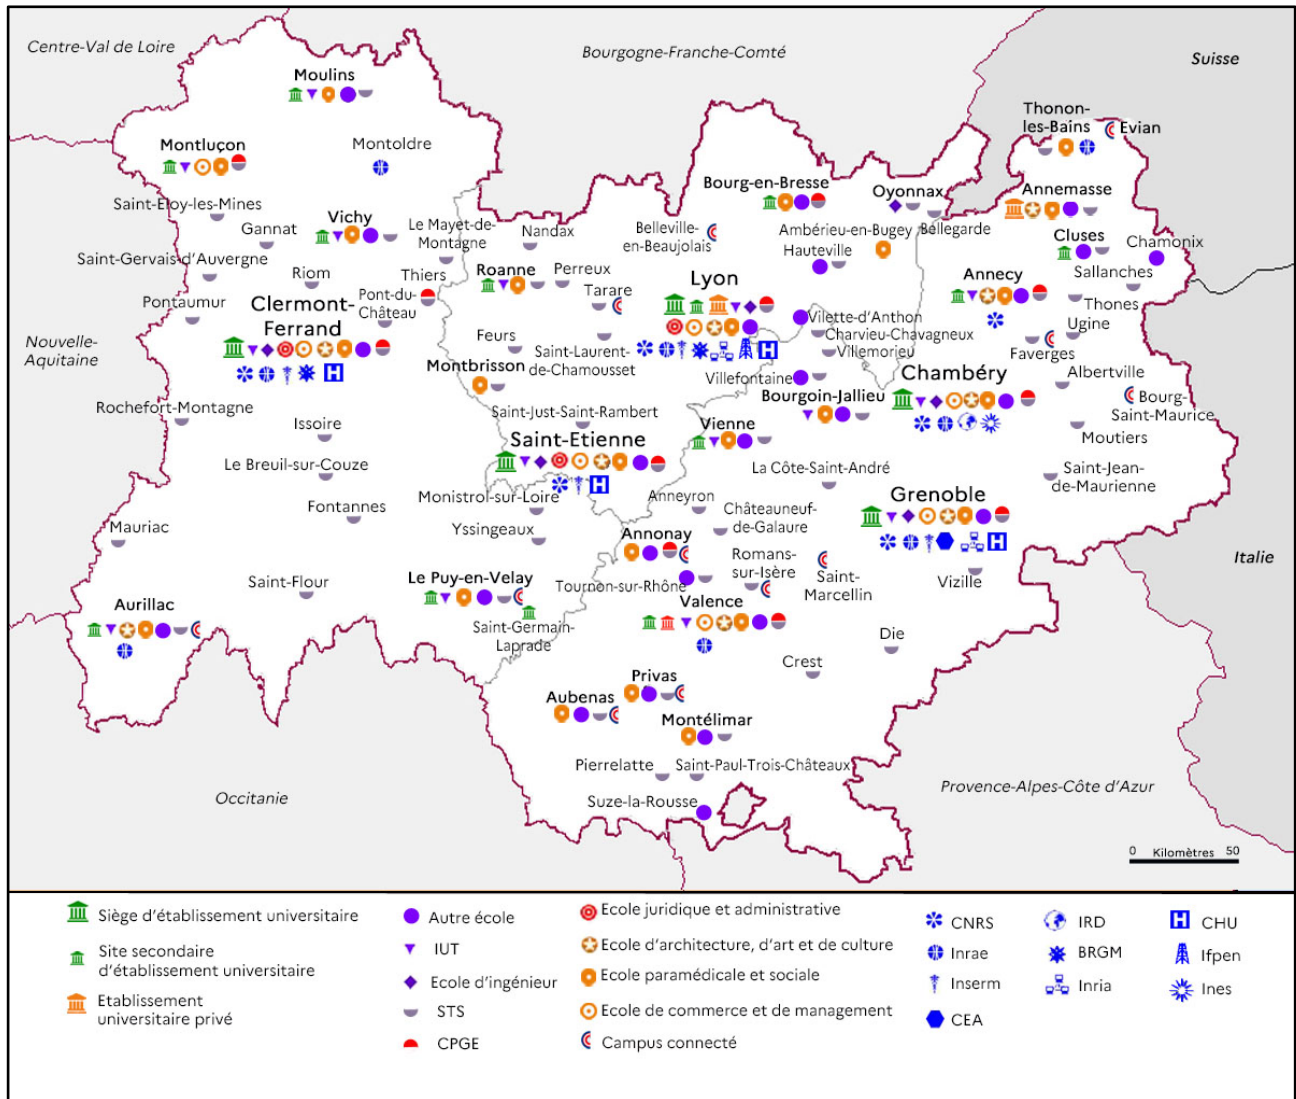 Centre-Val de Loire
Bourgogne-Franche-Comté
Suisse
Moulins
Thonon-
les-Bains
Evian
Montluçon
Montoldre
Bourg-en-Bresse
Oyonnax
Annemasse
Saint-Eloy-les-Mines
Vichy
Le Mayet-de-
Montagne
Nandax
Belleville-
en-Beaujolais
Ambérieu-en-Bugey
Bellegarde
Gannat
Hauteville
Cluses
Chamonix
Saint-Gervais-d'Auvergne
Riom
Thiers
Roanne
Perreux
Lyon
Annecy
Sallanches
Pontaumur
Clermont-
Ferrand
Pont-du-
Château
Tarare
Thones
Vilette-d'Anthon
Ugine
Nouvelle-
Aquitaine
Feurs
Saint-Laurent-
de-Chamousset
Charvieu-Chavagneux
Villemorieu
Faverges
Montbrisson
Villefontaine
Chambéry
Albertville
Bourgoin-Jallieu
Bourg-
Saint-Maurice
Rochefort-Montagne
Saint-Just-Saint-Rambert
Issoire
Saint-Etienne
Vienne
Moutiers
Le Breuil-sur-Couze
La Côte-Saint-André
Saint-Jean-
de-Maurienne
Monistrol-sur-Loire
Anneyron
Grenoble
Fontannes
Châteauneuf-
de-Galaure
Mauriac
Yssingeaux
Annonay
Romans-
sur-Isère
Italie
Saint-Flour
Le Puy-en-Velay
Tournon-sur-Rhône
Saint-
Marcellin
Vizille
Aurillac
Valence
Saint-Germain-
Laprade
Die
Crest
Privas
Aubenas
Montélimar
Pierrelatte
Saint-Paul-Trois-Châteaux
Occitanie
Suze-la-Rousse
Provence-Alpes-Côte d'Azur
0 Kilomètres 50
Siège d'établissement universitaire
Site secondaire
d'établissement universitaire
Etablissement
universitaire privé
Autre école
IUT
Ecole d'ingénieur
STS
CPGE
Ecole juridique et administrative
Ecole d'architecture, d'art et de culture
Ecole paramédicale et sociale
Ecole de commerce et de management
Campus connecté
CNRS
Inrae
Inserm
CEA
IRD
BRGM
Inria
CHU
Ifpen
Ines